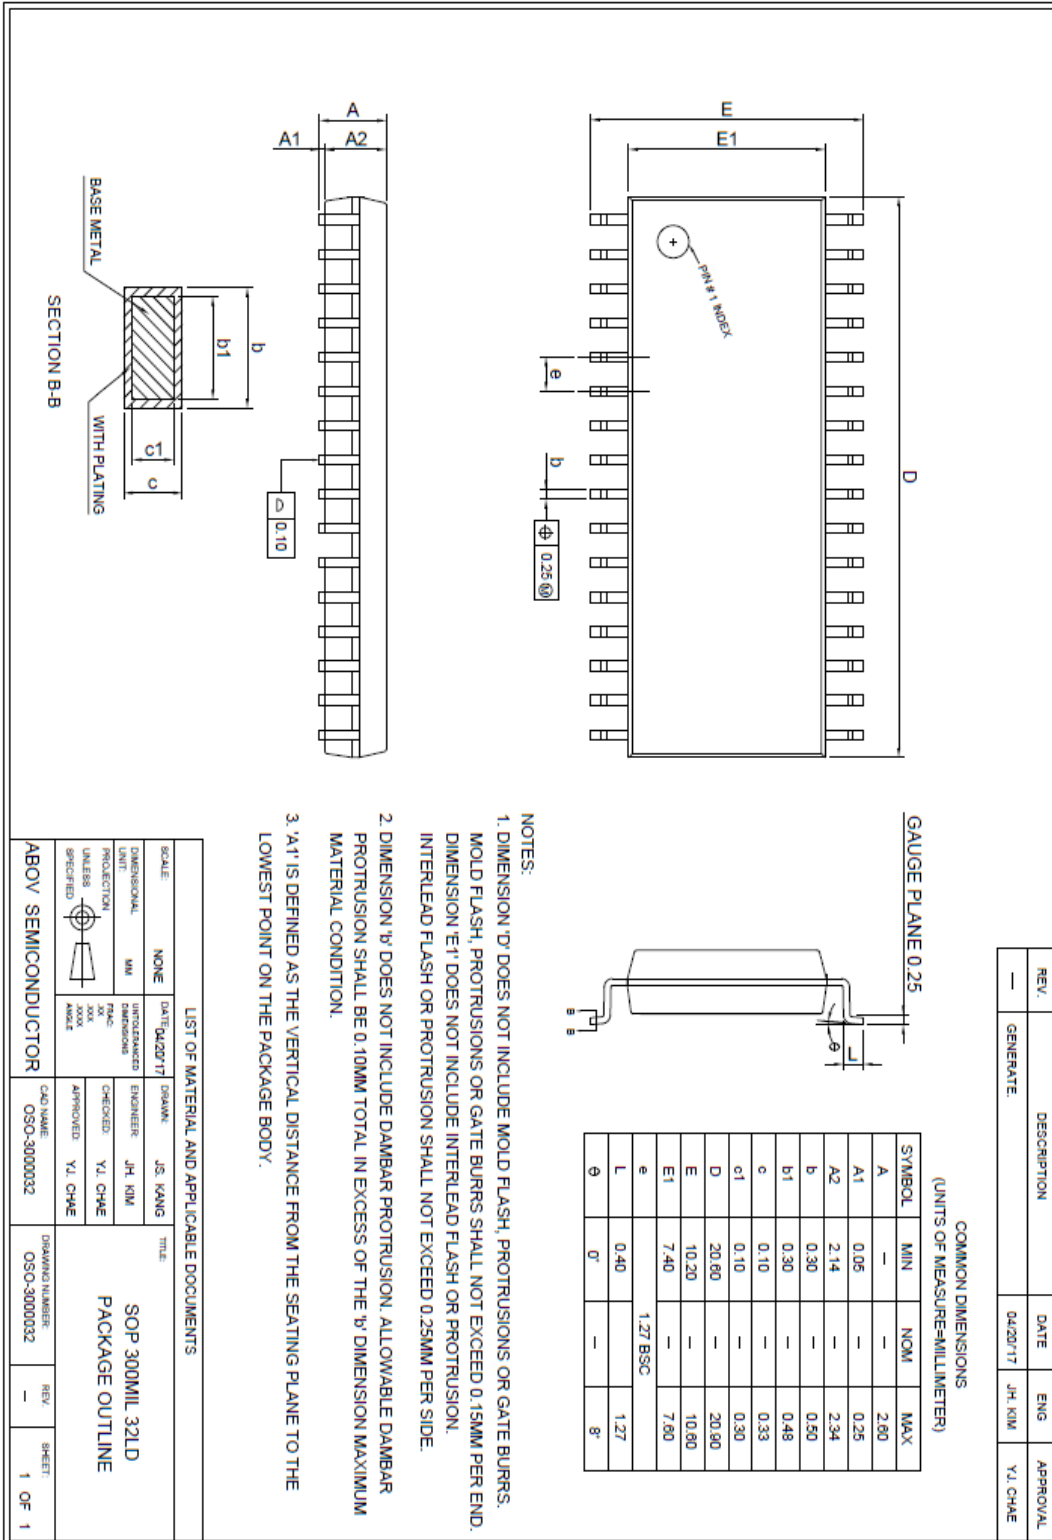 REV. DESCRIPTION DATE ENG APPROVAL
— GENERATE. 04/20/17 JH. KIM YJ. CHAE
E
E1
D
PIN # 1 INDEX
e
b
⌖ 0.25 Ⓜ
A
A1
A2
⌓ 0.10
BASE METAL
b
b1
c1
c
WITH PLATING
SECTION B-B
GAUGE PLANE 0.25
L
θ
B
B
COMMON DIMENSIONS
(UNITS OF MEASURE=MILLIMETER)
SYMBOL MIN NOM MAX
A — — 2.60
A1 0.05 — 0.25
A2 2.14 — 2.34
b 0.30 — 0.50
b1 0.30 — 0.48
c 0.10 — 0.33
c1 0.10 — 0.30
D 20.60 — 20.90
E 10.20 — 10.60
E1 7.40 — 7.60
e 1.27 BSC
L 0.40 — 1.27
θ 0° — 8°
NOTES:
1. DIMENSION 'D' DOES NOT INCLUDE MOLD FLASH, PROTRUSIONS OR GATE BURRS.
MOLD FLASH, PROTRUSIONS OR GATE BURRS SHALL NOT EXCEED 0.15MM PER END.
DIMENSION 'E1' DOES NOT INCLUDE INTERLEAD FLASH OR PROTRUSION.
INTERLEAD FLASH OR PROTRUSION SHALL NOT EXCEED 0.25MM PER SIDE.
2. DIMENSION 'b' DOES NOT INCLUDE DAMBAR PROTRUSION. ALLOWABLE DAMBAR
PROTRUSION SHALL BE 0.10MM TOTAL IN EXCESS OF THE 'b' DIMENSION MAXIMUM
MATERIAL CONDITION.
3. 'A1' IS DEFINED AS THE VERTICAL DISTANCE FROM THE SEATING PLANE TO THE
LOWEST POINT ON THE PACKAGE BODY.
LIST OF MATERIAL AND APPLICABLE DOCUMENTS
SCALE: NONE
DATE: 04/20/17
DRAWN: JS. KANG
TITLE:
DIMENSIONAL
UNIT: MM
UNTOLERANCED
DIMENSIONS
FRAC:
.XX
.XXX
.XXXX
ANGLE
ENGINEER: JH. KIM
PROJECTION
UNLESS
SPECIFIED
CHECKED: YJ. CHAE
APPROVED: YJ. CHAE
SOP 300MIL 32LD
PACKAGE OUTLINE
ABOV SEMICONDUCTOR
CAD NAME:
OSO-3000032
DRAWING NUMBER:
OSO-3000032
REV.
—
SHEET:
1 OF 1